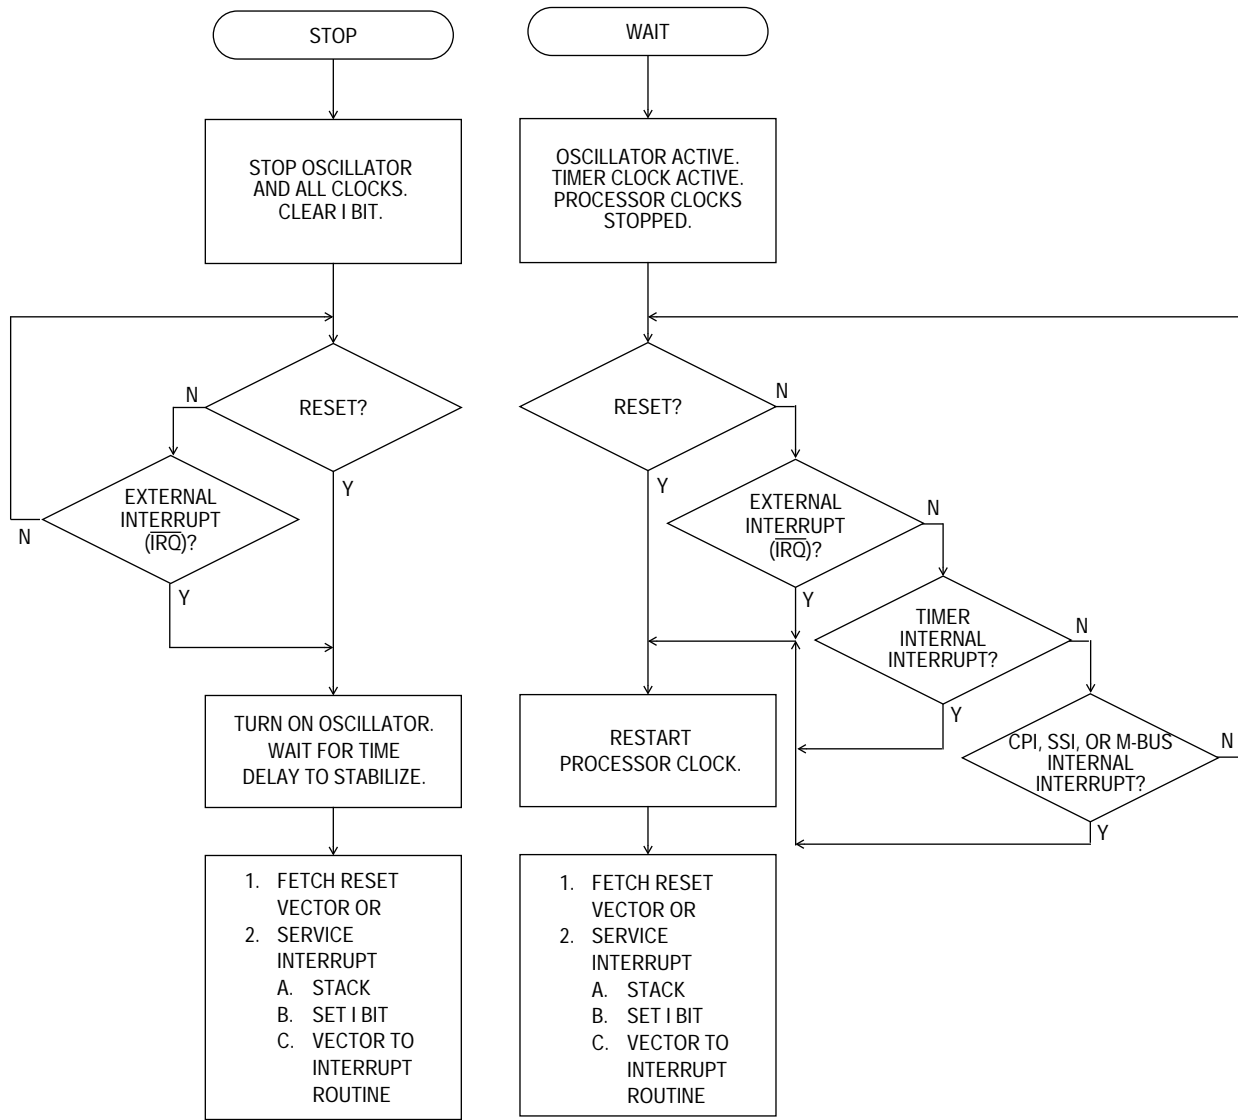 STOP
STOP OSCILLATOR
AND ALL CLOCKS.
CLEAR I BIT.
RESET?
N
Y
EXTERNAL
INTERRUPT
(IRQ)?
N
Y
TURN ON OSCILLATOR.
WAIT FOR TIME
DELAY TO STABILIZE.
1. FETCH RESET
VECTOR OR
2. SERVICE
INTERRUPT
A. STACK
B. SET I BIT
C. VECTOR TO
INTERRUPT
ROUTINE
WAIT
OSCILLATOR ACTIVE.
TIMER CLOCK ACTIVE.
PROCESSOR CLOCKS
STOPPED.
RESET?
N
Y
EXTERNAL
INTERRUPT
(IRQ)?
N
Y
TIMER
INTERNAL
INTERRUPT?
N
Y
CPI, SSI, OR M-BUS
INTERNAL
INTERRUPT?
N
Y
RESTART
PROCESSOR CLOCK.
1. FETCH RESET
VECTOR OR
2. SERVICE
INTERRUPT
A. STACK
B. SET I BIT
C. VECTOR TO
INTERRUPT
ROUTINE